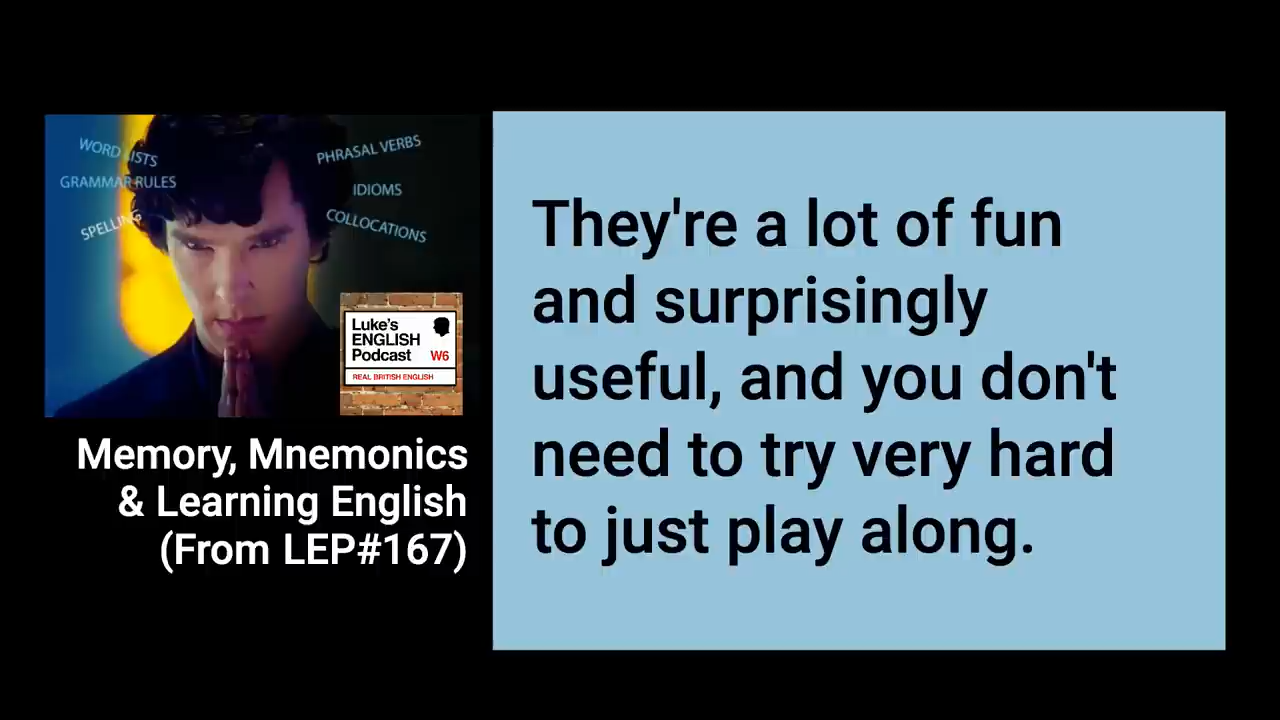 WORD LISTS
GRAMMAR RULES
SPELLING
PHRASAL VERBS
IDIOMS
COLLOCATIONS
Luke's
ENGLISH
Podcast W6
REAL BRITISH ENGLISH
Memory, Mnemonics
& Learning English
(From LEP#167)
They're a lot of fun
and surprisingly
useful, and you don't
need to try very hard
to just play along.